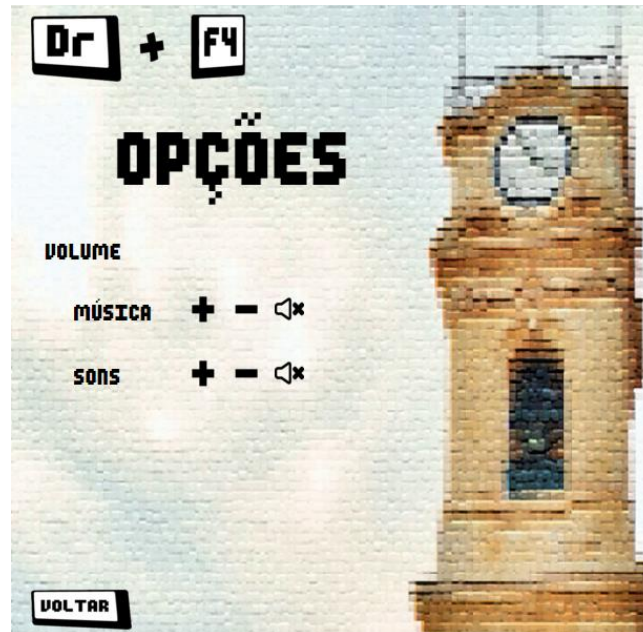 Dr + F4
OPÇÕES
VOLUME
MÚSICA + -
SONS + -
VOLTAR